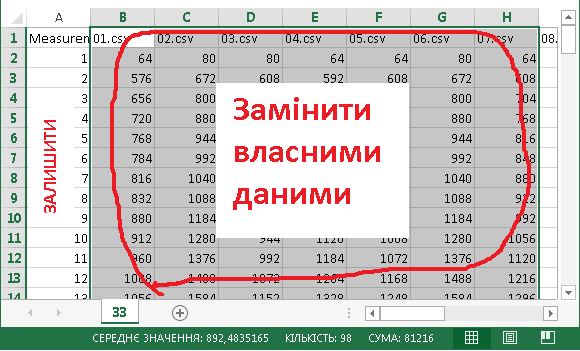 A B C D E F G H
1 Measuren 01.csv 02.csv 03.csv 04.csv 05.csv 06.csv 07.csv 08.
2 1 64 80 80 64 64 80 64
3 2 576 672 608 592 608 672 608
4 3 656 800 800 704
5 4 720 880 880 768
6 5 768 944 944 816
7 6 784 992 992 848
8 7 816 1040 1040 880
9 8 832 1088 1088 912
10 9 880 1184 1184 992
11 10 912 1280 944 1120 1008 1280 1056
12 11 960 1376 992 1184 1072 1376 1120
13 12 1488 1072 1264 1168 1488 1216
14 13 1056 1584 1152 1328 1248 1584 1296
ЗАЛИШИТИ
Замінити
власними
даними
33
СЕРЕДНЄ ЗНАЧЕННЯ: 892,4835165 КІЛЬКІСТЬ: 98 СУМА: 81216